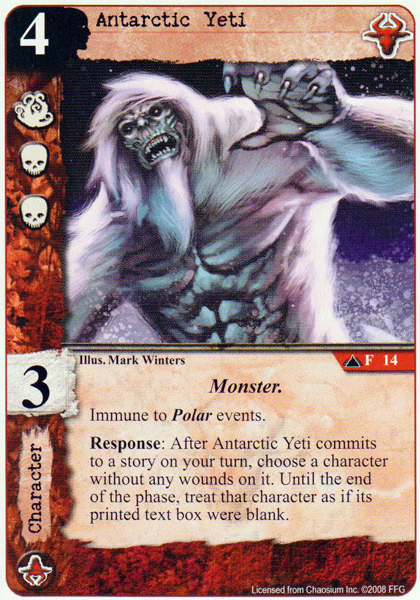 4
Antarctic Yeti
Illus. Mark Winters
F 14
3
Monster.
Immune to Polar events.
Response: After Antarctic Yeti commits
to a story on your turn, choose a character
without any wounds on it. Until the end
of the phase, treat that character as if its
printed text box were blank.
Character
Licensed from Chaosium Inc. ©2008 FFG